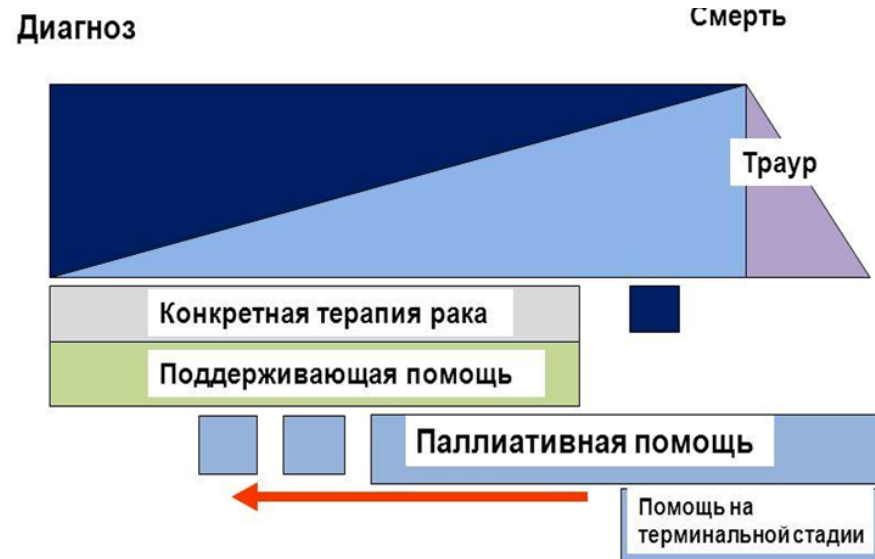 Диагноз
Смерть
Траур
Конкретная терапия рака
Поддерживающая помощь
Паллиативная помощь
Помощь на
терминальной стадии